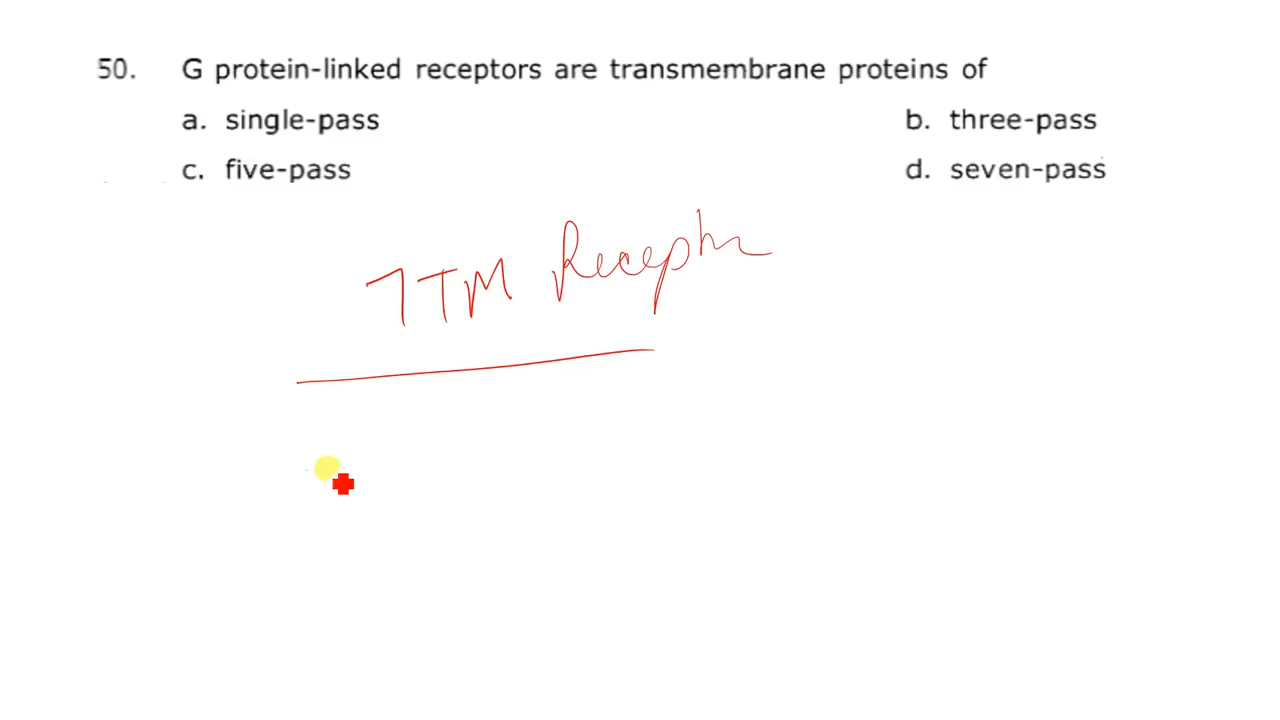 50. G protein-linked receptors are transmembrane proteins of
a. single-pass b. three-pass
c. five-pass d. seven-pass
7TM Receptor